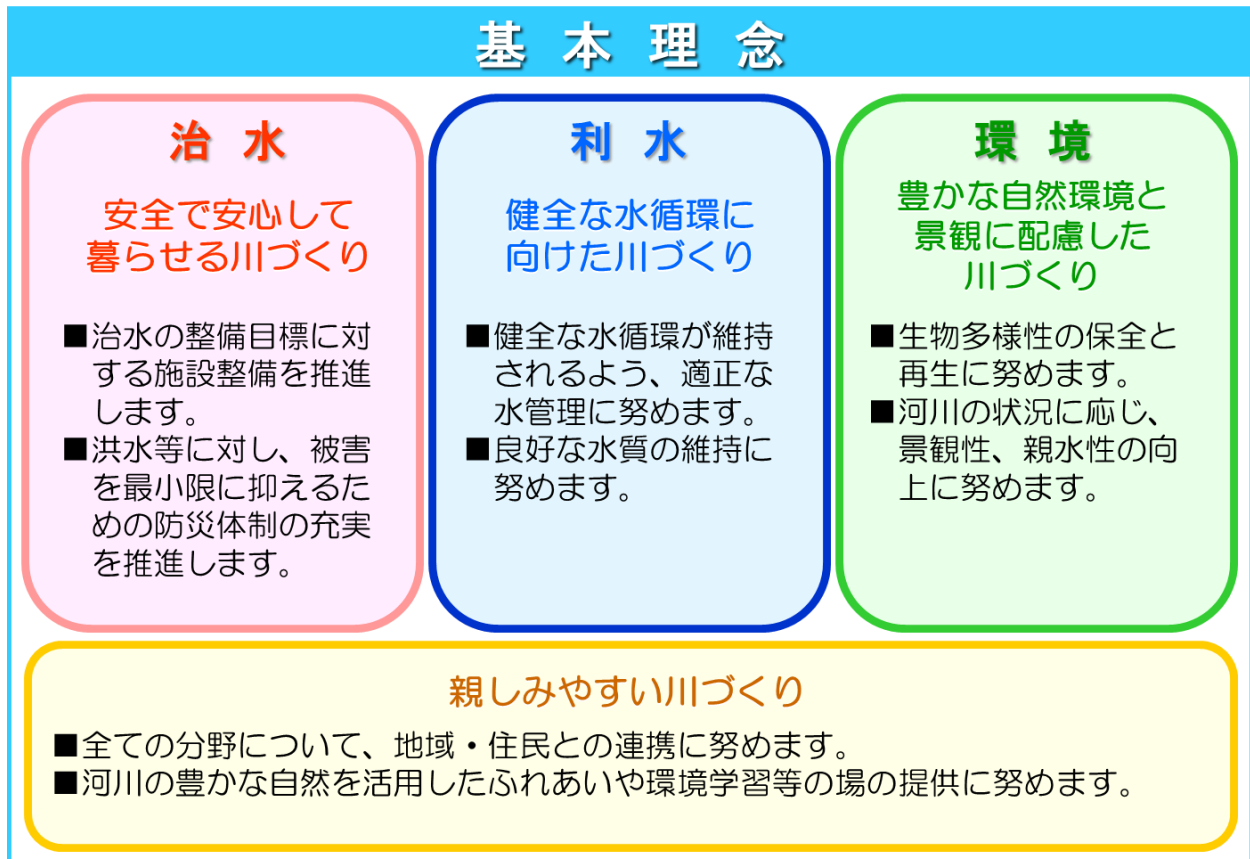 基本理念
治水
安全で安心して
暮らせる川づくり
■治水の整備目標に対
する施設整備を推進
します。
■洪水等に対し、被害
を最小限に抑えるた
めの防災体制の充実
を推進します。
利水
健全な水循環に
向けた川づくり
■健全な水循環が維持
されるよう、適正な
水管理に努めます。
■良好な水質の維持に
努めます。
環境
豊かな自然環境と
景観に配慮した
川づくり
■生物多様性の保全と
再生に努めます。
■河川の状況に応じ、
景観性、親水性の向
上に努めます。
親しみやすい川づくり
■全ての分野について、地域・住民との連携に努めます。
■河川の豊かな自然を活用したふれあいや環境学習等の場の提供に努めます。